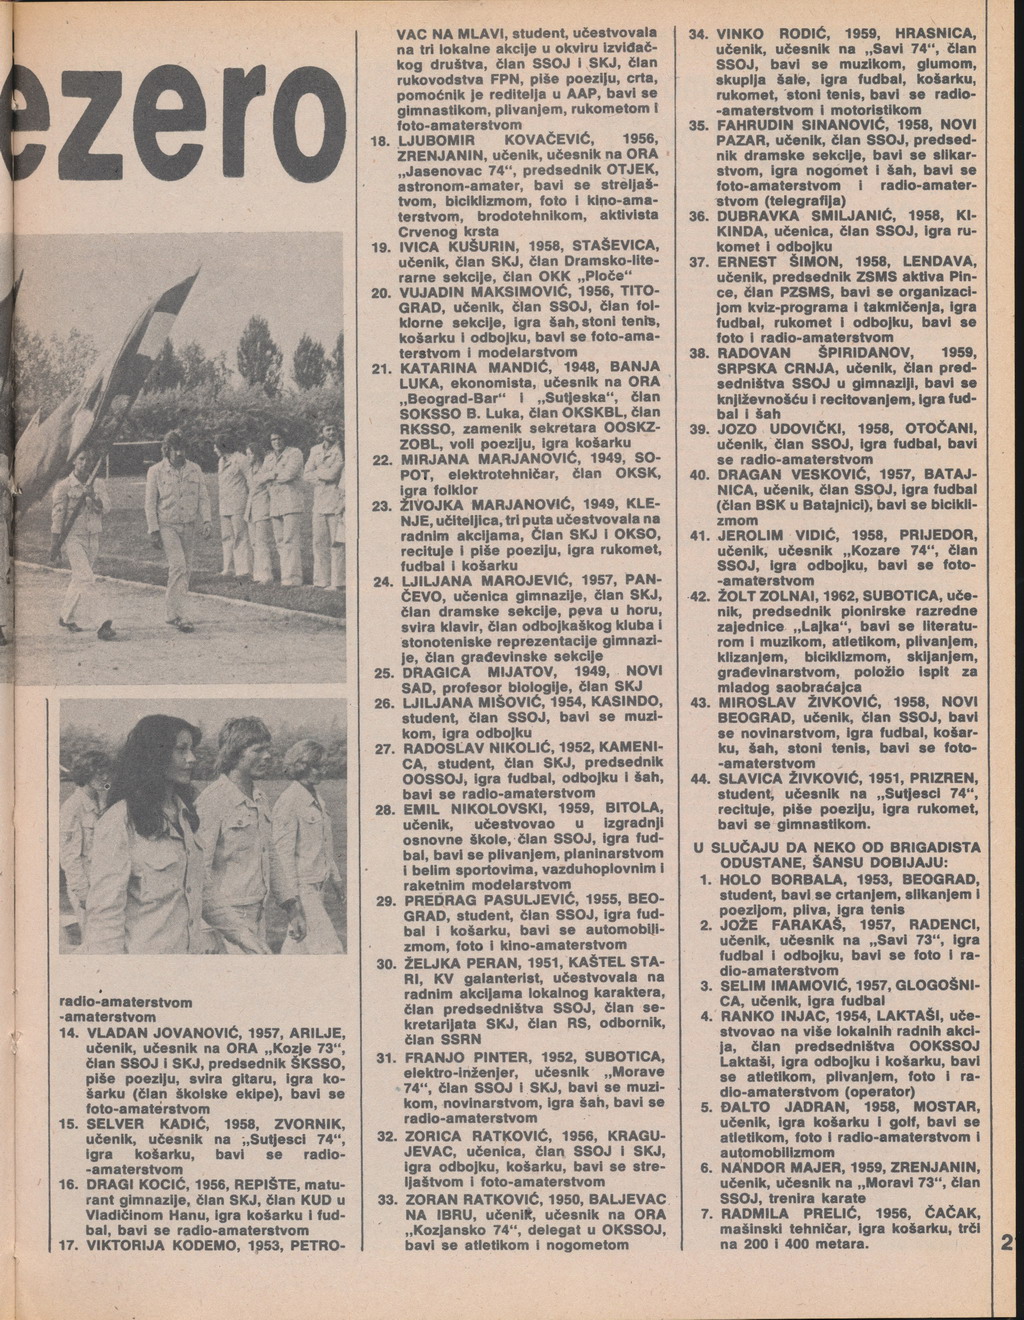 ezero
radio-amaterstvom
-amaterstvom
14. VLADAN JOVANOVIĆ, 1957, ARILJE,
učenik, učesnik na ORA „Kozje 73“,
član SSOJ i SKJ, predsednik ŠKSSO,
piše poeziju, svira gitaru, igra ko-
šarku (član školske ekipe), bavi se
foto-amaterstvom
15. SELVER KADIĆ, 1958, ZVORNIK,
učenik, učesnik na „Sutjesci 74“,
igra košarku, bavi se radio-
-amaterstvom
16. DRAGI KOCIĆ, 1956, REPIŠTE, matu-
rant gimnazije, član SKJ, član KUD u
Vladičinom Hanu, igra košarku i fud-
bal, bavi se radio-amaterstvom
17. VIKTORIJA KODEMO, 1953, PETRO-
VAC NA MLAVI, student, učestvovala
na tri lokalne akcije u okviru izviđač-
kog društva, član SSOJ i SKJ, član
rukovodstva FPN, piše poeziju, crta,
pomoćnik je reditelja u AAP, bavi se
gimnastikom, plivanjem, rukometom i
foto-amaterstvom
18. LJUBOMIR KOVAČEVIĆ, 1956,
ZRENJANIN, učenik, učesnik na ORA
„Jasenovac 74“, predsednik OTJEK,
astronom-amater, bavi se streljaš-
tvom, biciklizmom, foto i kino-ama-
terstvom, brodotehnikom, aktivista
Crvenog krsta
19. IVICA KUŠURIN, 1958, STAŠEVICA,
učenik, član SKJ, član Dramsko-lite-
rarne sekcije, član OKK „Ploče“
20. VUJADIN MAKSIMOVIĆ, 1956, TITO-
GRAD, učenik, član SSOJ, član fol-
klorne sekcije, igra šah, stoni tenis,
košarku i odbojku, bavi se foto-ama-
terstvom i modelarstvom
21. KATARINA MANDIĆ, 1948, BANJA
LUKA, ekonomista, učesnik na ORA
„Beograd-Bar“ i „Sutjeska“, član
SOKSSO B. Luka, član OKSKBL, član
RKSSO, zamenik sekretara OOSKZ-
ZOBL, voli poeziju, igra košarku
22. MIRJANA MARJANOVIĆ, 1949, SO-
POT, elektrotehničar, član OKSK,
igra folklor
23. ŽIVOJKA MARJANOVIĆ, 1949, KLE-
NJE, učiteljica, tri puta učestvovala na
radnim akcijama, Član SKJ i OKSO,
recituje i piše poeziju, igra rukomet,
fudbal i košarku
24. LJILJANA MAROJEVIĆ, 1957, PAN-
ČEVO, učenica gimnazije, član SKJ,
član dramske sekcije, peva u horu,
svira klavir, član odbojkaškog kluba i
stonoteniske reprezentacije gimnazi-
je, član građevinske sekcije
25. DRAGICA MIJATOV, 1949, NOVI
SAD, profesor biologije, član SKJ
26. LJILJANA MIŠOVIĆ, 1954, KASINDO,
student, član SSOJ, bavi se muzi-
kom, igra odbojku
27. RADOSLAV NIKOLIĆ, 1952, KAMENI-
CA, student, član SKJ, predsednik
OOSSOJ, igra fudbal, odbojku i šah,
bavi se radio-amaterstvom
28. EMIL NIKOLOVSKI, 1959, BITOLA,
učenik, učestvovao u izgradnji
osnovne škole, član SSOJ, igra fud-
bal, bavi se plivanjem, planinarstvom
i belim sportovima, vazduhoplovnim i
raketnim modelarstvom
29. PREDRAG PASULJEVIĆ, 1955, BEO-
GRAD, student, član SSOJ, igra fud-
bal i košarku, bavi se automobili-
zmom, foto i kino-amaterstvom
30. ŽELJKA PERAN, 1951, KAŠTEL STA-
RI, KV galanterist, učestvovala na
radnim akcijama lokalnog karaktera,
član predsedništva SSOJ, član se-
kretarijata SKJ, član RS, odbornik,
član SSRN
31. FRANJO PINTER, 1952, SUBOTICA,
elektro-inženjer, učesnik „Morave
74“, član SSOJ i SKJ, bavi se muzi-
kom, novinarstvom, igra šah, bavi se
radio-amaterstvom
32. ZORICA RATKOVIĆ, 1956, KRAGU-
JEVAC, učenica, član SSOJ i SKJ,
igra odbojku, košarku, bavi se stre-
ljaštvom i foto-amaterstvom
33. ZORAN RATKOVIĆ, 1950, BALJEVAC
NA IBRU, učenik, učesnik na ORA
„Kozjansko 74“, delegat u OKSSOJ,
bavi se atletikom i nogometom
34. VINKO RODIĆ, 1959, HRASNICA,
učenik, učesnik na „Savi 74“, član
SSOJ, bavi se muzikom, glumom,
skuplja šale, igra fudbal, košarku,
rukomet, stoni tenis, bavi se radio-
-amaterstvom i motoristikom
35. FAHRUDIN SINANOVIĆ, 1958, NOVI
PAZAR, učenik, član SSOJ, predsed-
nik dramske sekcije, bavi se slikar-
stvom, igra nogomet i šah, bavi se
foto-amaterstvom i radio-amater-
stvom (telegrafija)
36. DUBRAVKA SMILJANIĆ, 1958, KI-
KINDA, učenica, član SSOJ, igra ru-
komet i odbojku
37. ERNEST ŠIMON, 1958, LENDAVA,
učenik, predsednik ZSMS aktiva Pin-
ce, član PZSMS, bavi se organizaci-
jom kviz-programa i takmičenja, igra
fudbal, rukomet i odbojku, bavi se
foto i radio-amaterstvom
38. RADOVAN ŠPIRIDANOV, 1959,
SRPSKA CRNJA, učenik, član pred-
sedništva SSOJ u gimnaziji, bavi se
književnošću i recitovanjem, igra fud-
bal i šah
39. JOZO UDOVIČKI, 1958, OTOČANI,
učenik, član SSOJ, igra fudbal, bavi
se radio-amaterstvom
40. DRAGAN VESKOVIĆ, 1957, BATAJ-
NICA, učenik, član SSOJ, igra fudbal
(član BSK u Batajnici), bavi se bicikli-
zmom
41. JEROLIM VIDIĆ, 1958, PRIJEDOR,
učenik, učesnik „Kozare 74“, član
SSOJ, igra odbojku, bavi se foto-
-amaterstvom
42. ŽOLT ZOLNAI, 1962, SUBOTICA, uče-
nik, predsednik pionirske razredne
zajednice „Lajka“, bavi se literatu-
rom i muzikom, atletikom, plivanjem,
klizanjem, biciklizmom, skijanjem,
građevinarstvom, položio ispit za
mladog saobraćajca
43. MIROSLAV ŽIVKOVIĆ, 1958, NOVI
BEOGRAD, učenik, član SSOJ, bavi
se novinarstvom, igra fudbal, košar-
ku, šah, stoni tenis, bavi se foto-
-amaterstvom
44. SLAVICA ŽIVKOVIĆ, 1951, PRIZREN,
student, učesnik na „Sutjesci 74“,
recituje, piše poeziju, igra rukomet,
bavi se gimnastikom.
U SLUČAJU DA NEKO OD BRIGADISTA
ODUSTANE, ŠANSU DOBIJAJU:
1. HOLO BORBALA, 1953, BEOGRAD,
student, bavi se crtanjem, slikanjem i
poezijom, pliva, igra tenis
2. JOŽE FARAKAŠ, 1957, RADENCI,
učenik, učesnik na „Savi 73“, igra
fudbal i odbojku, bavi se foto i ra-
dio-amaterstvom
3. SELIM IMAMOVIĆ, 1957, GLOGOŠNI-
CA, učenik, igra fudbal
4. RANKO INJAC, 1954, LAKTAŠI, uče-
stvovao na više lokalnih radnih akci-
ja, član predsedništva OOKSSOJ
Laktaši, igra odbojku i košarku, bavi
se atletikom, plivanjem, foto i ra-
dio-amaterstvom (operator)
5. ĐALTO JADRAN, 1958, MOSTAR,
učenik, igra košarku i golf, bavi se
atletikom, foto i radio-amaterstvom i
automobilizmom
6. NANDOR MAJER, 1959, ZRENJANIN,
učenik, učesnik na „Moravi 73“, član
SSOJ, trenira karate
7. RADMILA PRELIĆ, 1956, ČAČAK,
mašinski tehničar, igra košarku, trči
na 200 i 400 metara.
2